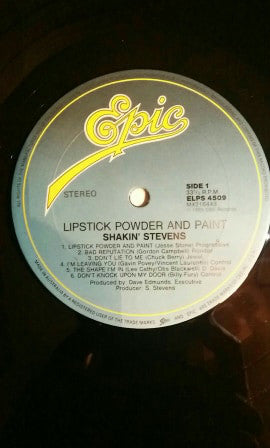 Epic
STEREO
SIDE 1
33⅓ R.P.M.
ELPS 4509
LIPSTICK POWDER AND PAINT
SHAKIN' STEVENS
1. LIPSTICK POWDER AND PAINT (Jesse Stone) Progressive
2. BAD REPUTATION (Gordon Campbell)
3. DON'T LIE TO ME (Chuck Berry) Jewel
4. I'M LEAVING YOU (Gavin Povey/Vincent Laurentini) Control
5. THE SHAPE I'M IN (Lee Cathy/Otis Blackwell) D. Davis
6. DON'T KNOCK UPON MY DOOR (Billy Fury) Control
Produced by: Dave Edmunds. Executive
Producer: S. Stevens